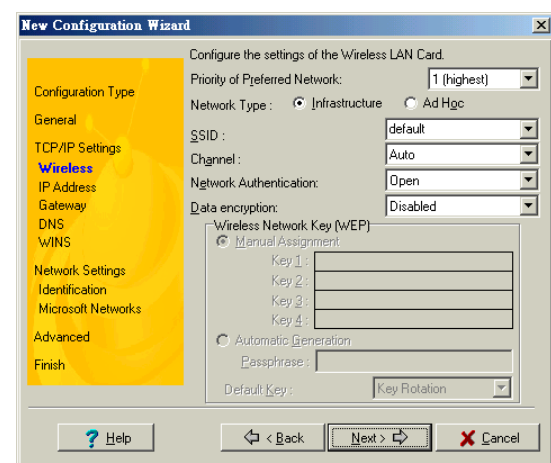 New Configuration Wizard
Configuration Type
General
TCP/IP Settings
Wireless
IP Address
Gateway
DNS
WINS
Network Settings
Identification
Microsoft Networks
Advanced
Finish
Configure the settings of the Wireless LAN Card.
Priority of Preferred Network: 1 (highest)
Network Type : Infrastructure Ad Hoc
SSID : default
Channel : Auto
Network Authentication: Open
Data encryption: Disabled
Wireless Network Key (WEP)
Manual Assignment
Key 1 :
Key 2 :
Key 3 :
Key 4 :
Automatic Generation
Passphrase :
Default Key : Key Rotation
? Help < Back Next > Cancel